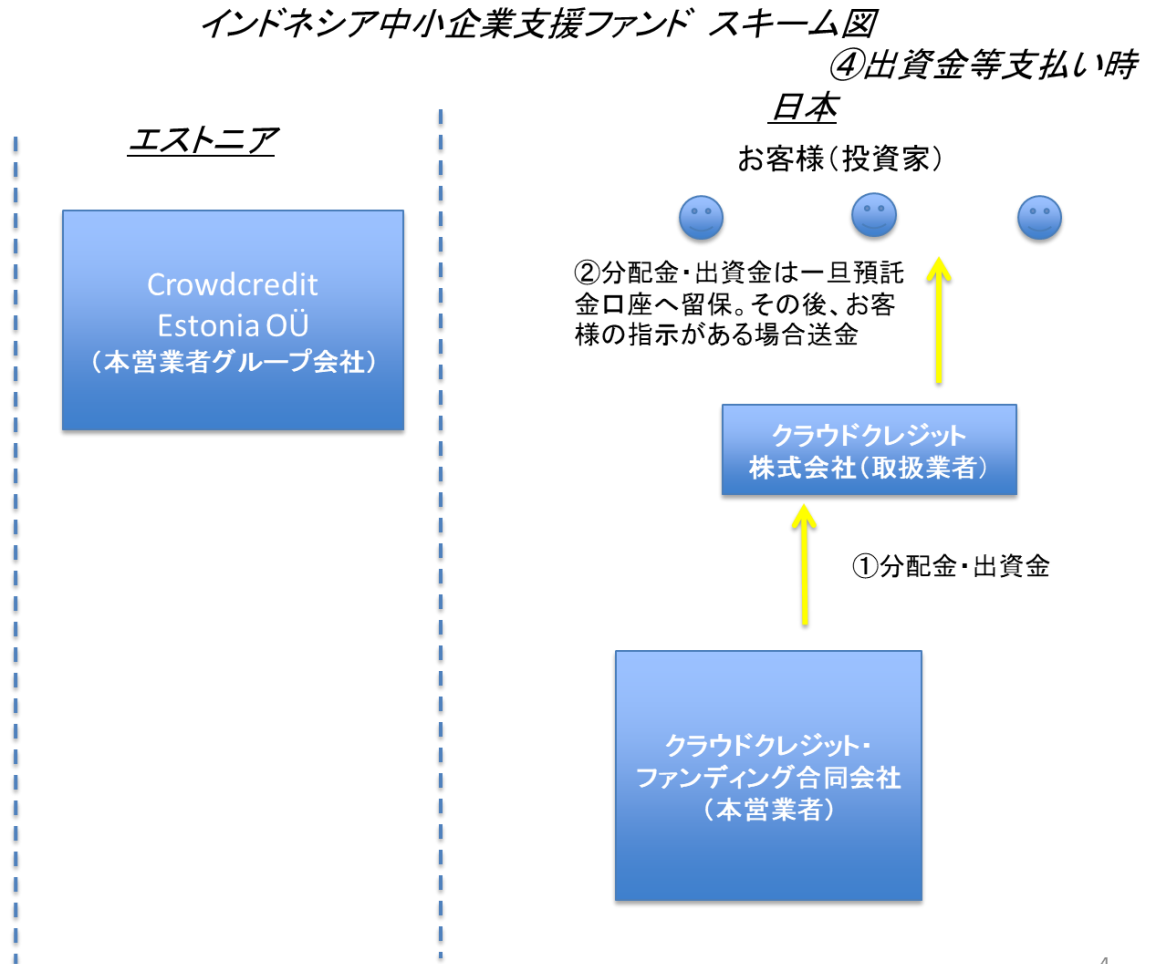 インドネシア中小企業支援ファンド スキーム図
④出資金等支払い時
日本
エストニア
お客様（投資家）
②分配金・出資金は一旦預託
金口座へ留保。その後、お客
様の指示がある場合送金
Crowdcredit
Estonia OÜ
（本営業者グループ会社）
クラウドクレジット
株式会社（取扱業者）
①分配金・出資金
クラウドクレジット・
ファンディング合同会社
（本営業者）